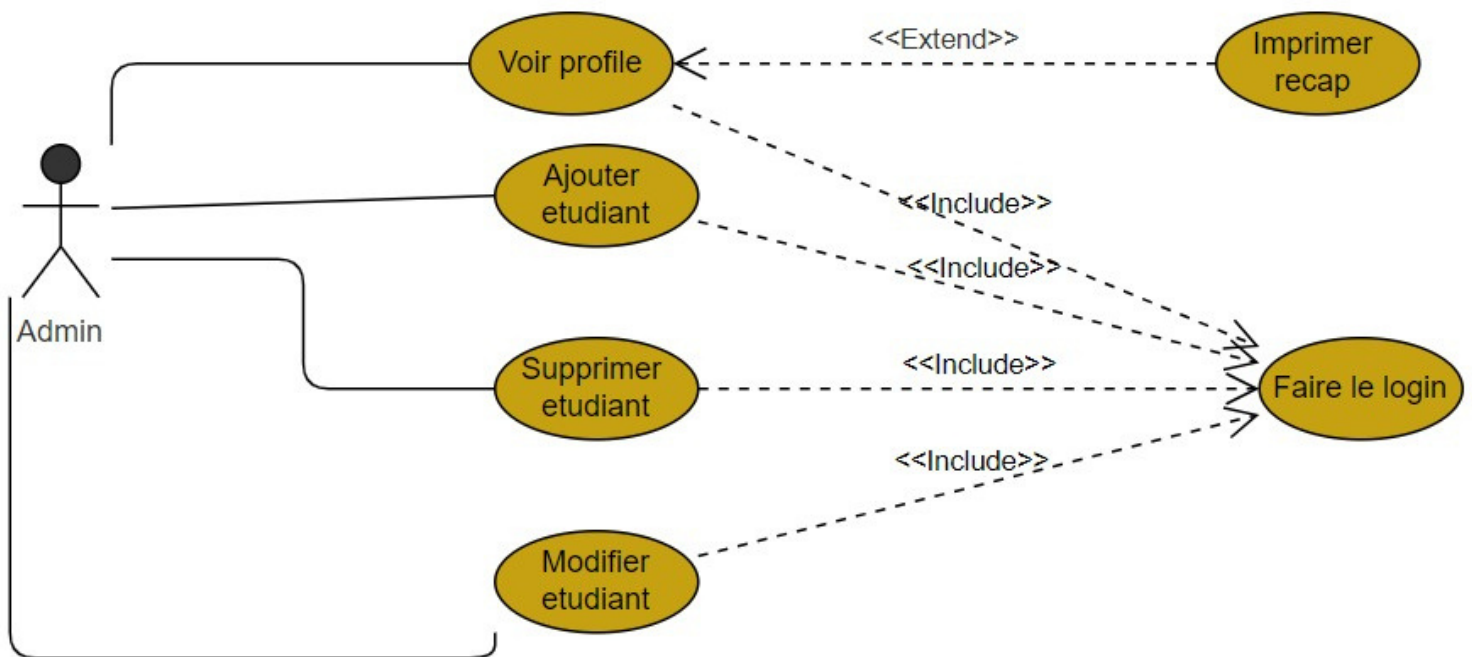 Voir profile
<<Extend>>
Imprimer
recap
Ajouter
etudiant
<<Include>>
<<Include>>
Admin
Supprimer
etudiant
<<Include>>
Faire le login
<<Include>>
Modifier
etudiant